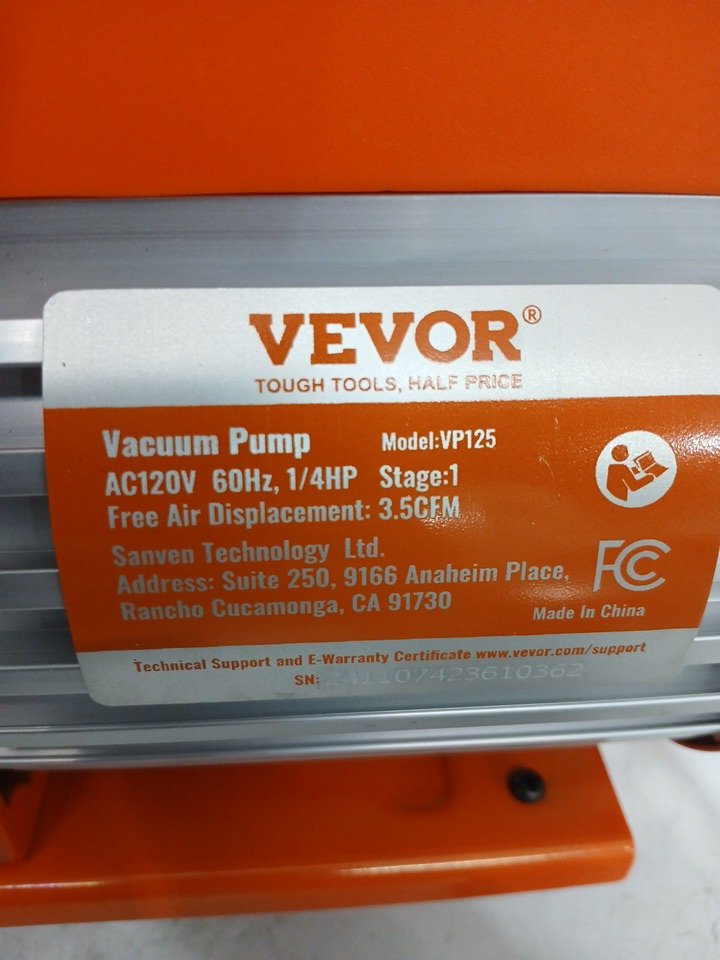 VEVOR®
TOUGH TOOLS, HALF PRICE
Vacuum Pump Model:VP125
AC120V 60Hz, 1/4HP Stage:1
Free Air Displacement: 3.5CFM
Sanven Technology Ltd.
Address: Suite 250, 9166 Anaheim Place,
Rancho Cucamonga, CA 91730
FC
Made In China
Technical Support and E-Warranty Certificate www.vevor.com/support
SN: 241107423610362